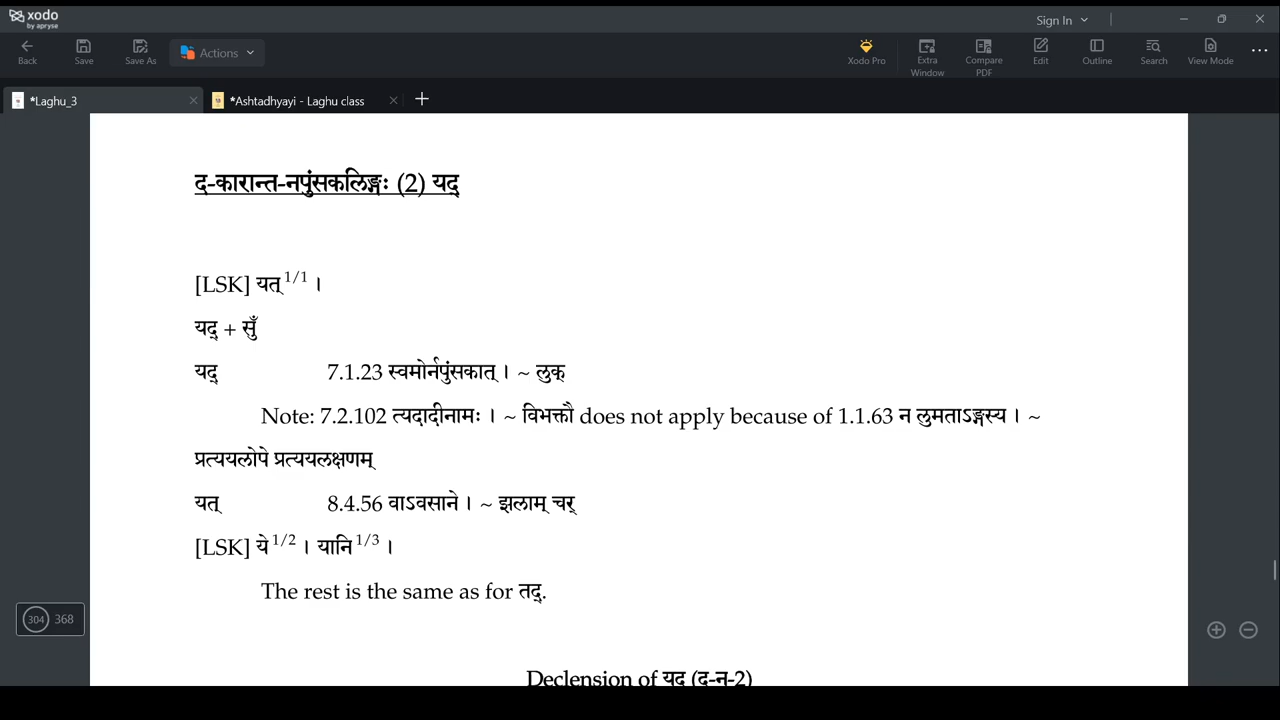 xodo
by apryse
Sign In
Back Save Save As Actions Xodo Pro Extra Window Compare PDF Edit Outline Search View Mode
*Laghu_3 *Ashtadhyayi - Laghu class
द-कारान्त-नपुंसकलिङ्गः (2) यद्
[LSK] यत् 1/1 ।
यद् + सुँ
यद् 7.1.23 स्वमोर्नपुंसकात् । ~ लुक्
Note: 7.2.102 त्यदादीनामः । ~ विभक्तौ does not apply because of 1.1.63 न लुमताऽङ्गस्य । ~
प्रत्ययलोपे प्रत्ययलक्षणम्
यत् 8.4.56 वाऽवसाने । ~ झलाम् चर्
[LSK] ये 1/2 । यानि 1/3 ।
The rest is the same as for तद्.
304 368
Declension of यद् (द-न-2)